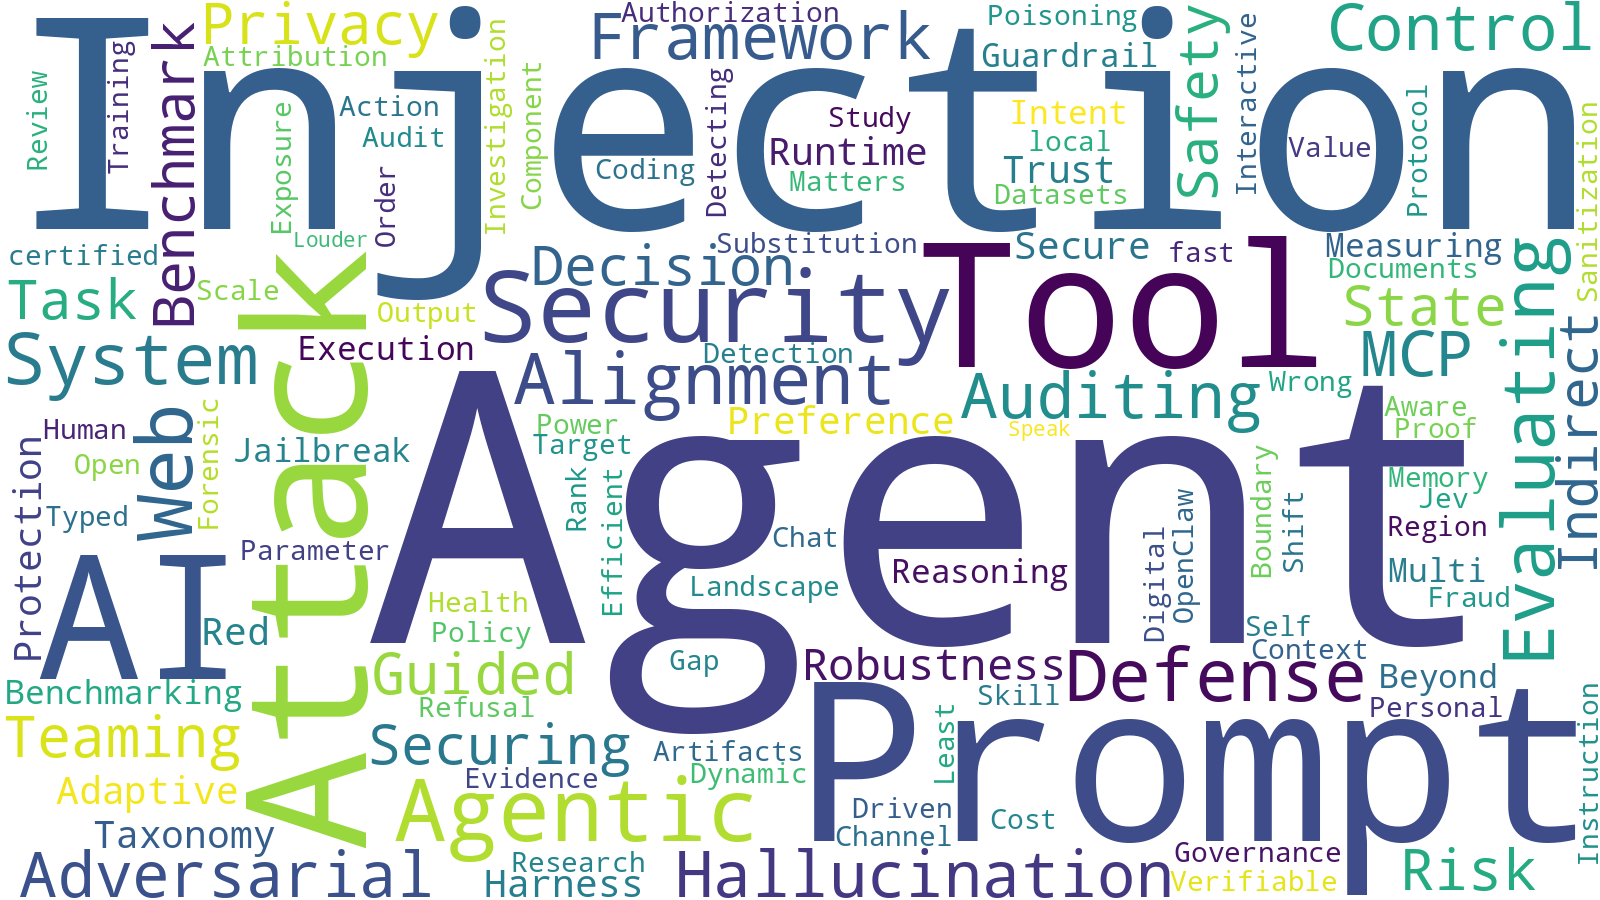 Injection
Privacy
Framework
Authorization
Poisoning
Guardrail
Control
Safety
Interactive
Attribution
Training
Review
Benchmark
Exposure
Action
Audit
Investigation
Component
Coding
Detecting
Study
Runtime
Matters
Intent
local
Trust
Datasets
Value
Protocol
Sanitization
Order
Louder
certified
Task
Scale
Output
Execution
Decision
Substitution
Security
Tool
Secure
fast
Measuring
Documents
State
Evaluating
Indirect
System
Attack
Alignment
Detection
Auditing
MCP
Wrong
Human
Open
Web
Forensic
Jailbreak
Power
Target
Preference
Speak
Aware
Proof
Protection
Typed
Parameter
Agent
Rank
Efficient
Chat
Landscape
Reasoning
Digital
OpenClaw
Boundary
Shift
Memory
Jev
Region
Multi
Fraud
AI
Red
Health
Policy
Guided
Gap
Self
Context
Robustness
Defense
Beyond
Personal
Benchmarking
Refusal
Skill
Prompt
Teaming
Securing
Artifacts
Dynamic
Least
Instruction
Adaptive
Evidence
Agentic
Driven
Channel
Cost
Taxonomy
Adversarial
Research
Harness
Hallucination
Governance
Verifiable
Risk